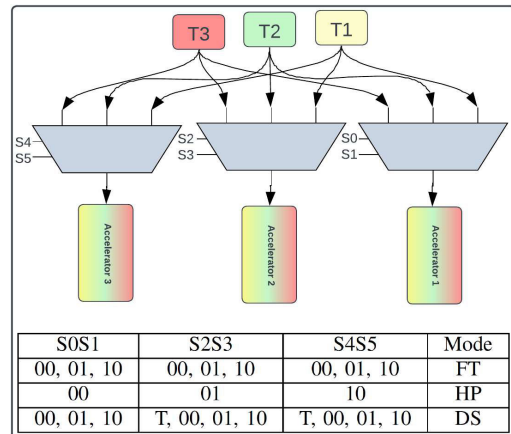 T3 T2 T1
S4 S2 S0
S5 S3 S1
Accelerator 3 Accelerator 2 Accelerator 1
S0S1 S2S3 S4S5 Mode
00, 01, 10 00, 01, 10 00, 01, 10 FT
00 01 10 HP
00, 01, 10 T, 00, 01, 10 T, 00, 01, 10 DS